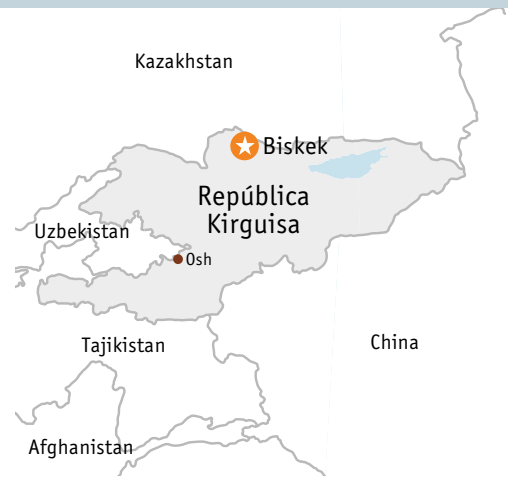 Kazakhstan
Biskek
República
Kirguisa
Uzbekistan
Osh
Tajikistan
China
Afghanistan